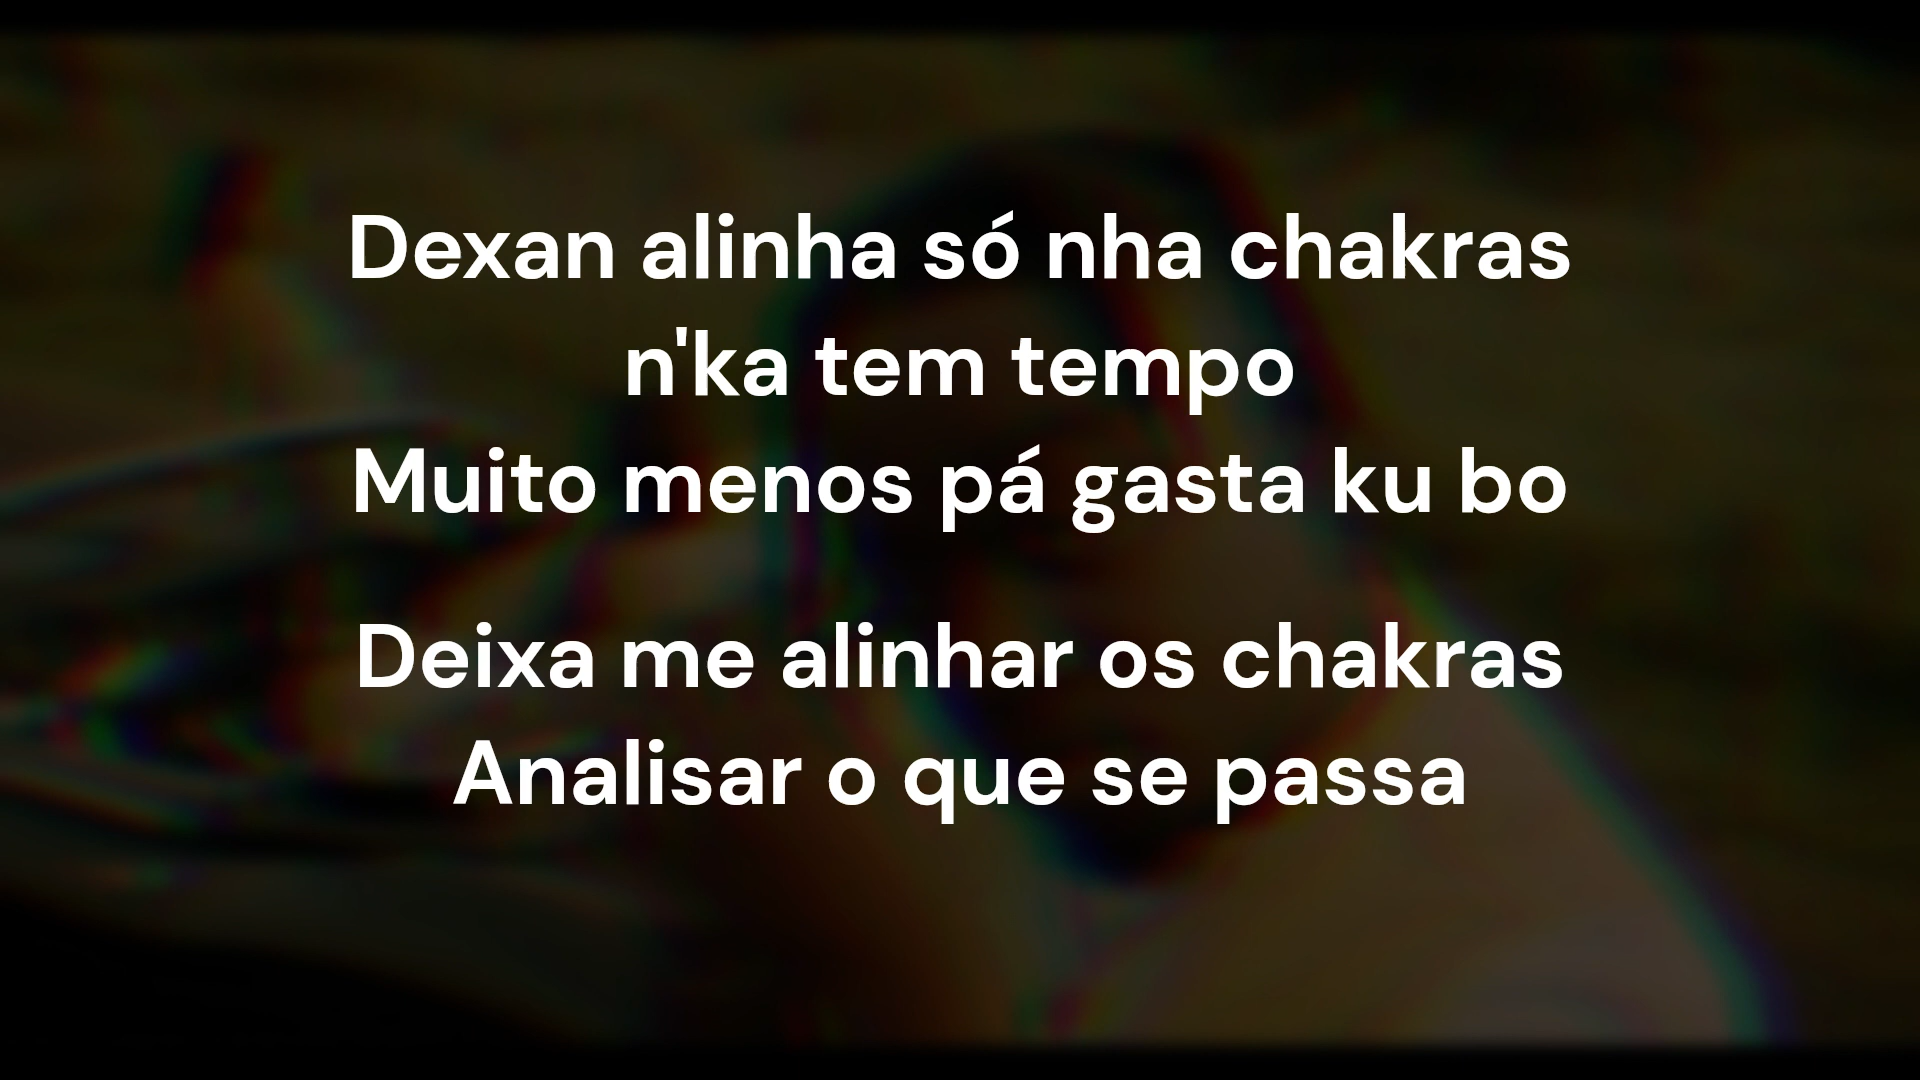 Dexan alinha só nha chakras
n'ka tem tempo
Muito menos pá gasta ku bo
Deixa me alinhar os chakras
Analisar o que se passa